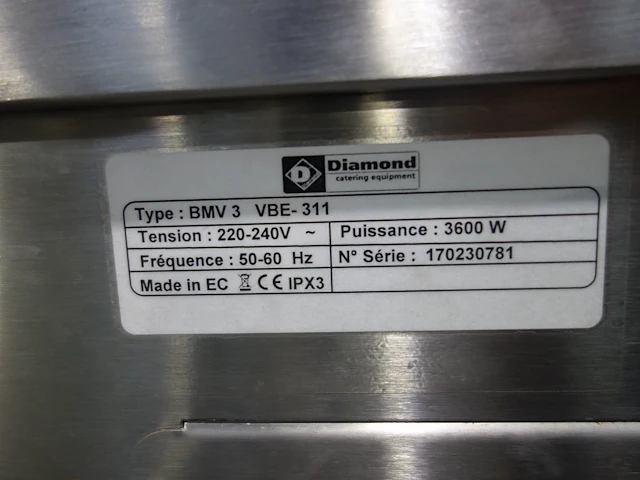 D Diamond
catering equipment
Type : BMV 3 VBE- 311
Tension : 220-240V ~ Puissance : 3600 W
Fréquence : 50-60 Hz N° Série : 170230781
Made in EC CE IPX3